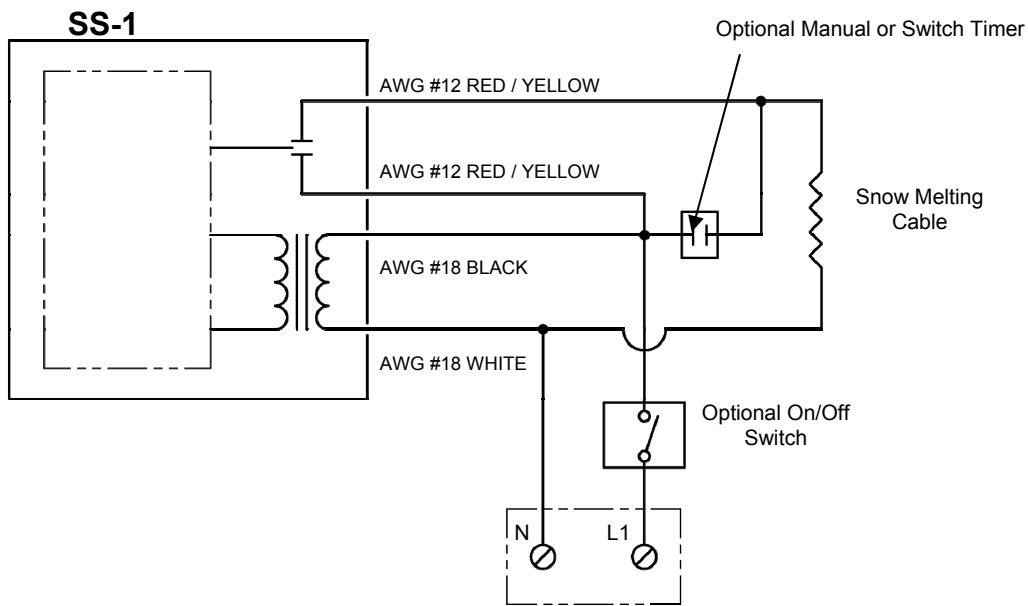 SS-1
Optional Manual or Switch Timer
AWG #12 RED / YELLOW
AWG #12 RED / YELLOW
Snow Melting
Cable
AWG #18 BLACK
AWG #18 WHITE
Optional On/Off
Switch
N
L1